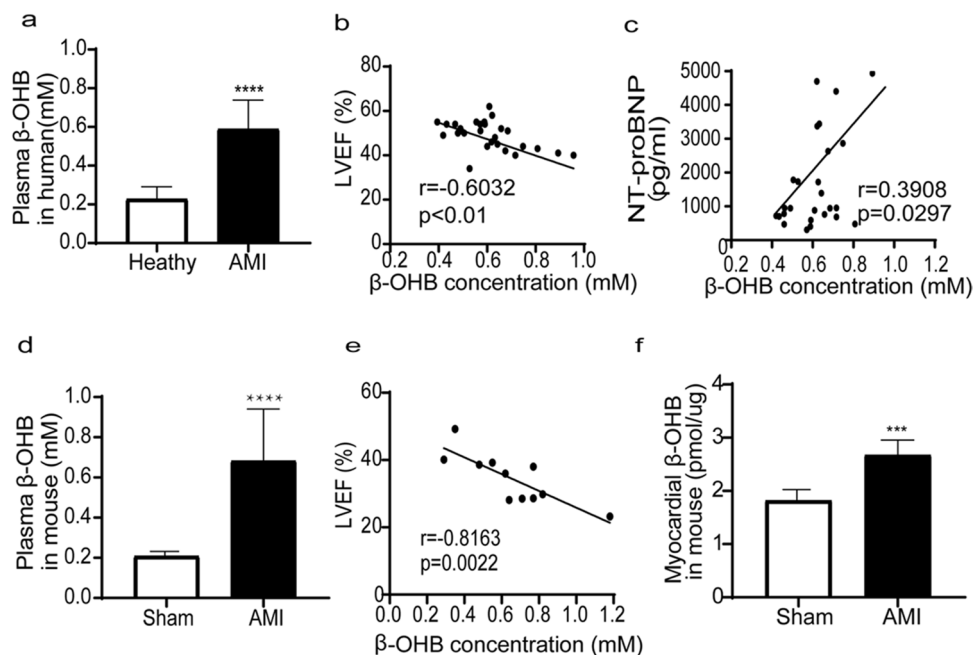 a
Plasma β-OHB
in human(mM)
1.0
0.8
0.6
0.4
0.2
0.0
****
Heathy
AMI
b
LVEF (%)
80
60
40
20
0
r=-0.6032
p<0.01
0.2
0.4
0.6
0.8
1.0
β-OHB concentration (mM)
c
NT-proBNP
(pg/ml)
5000
4000
3000
2000
1000
0
r=0.3908
p=0.0297
0.2
0.4
0.6
0.8
1.0
1.2
β-OHB concentration (mM)
d
Plasma β-OHB
in mouse (mM)
1.0
0.8
0.6
0.4
0.2
0.0
****
Sham
AMI
e
LVEF (%)
60
40
20
0
r=-0.8163
p=0.0022
0.2
0.4
0.6
0.8
1.0
1.2
β-OHB concentration (mM)
f
Myocardial β-OHB
in mouse (pmol/ug)
4
3
2
1
0
***
Sham
AMI